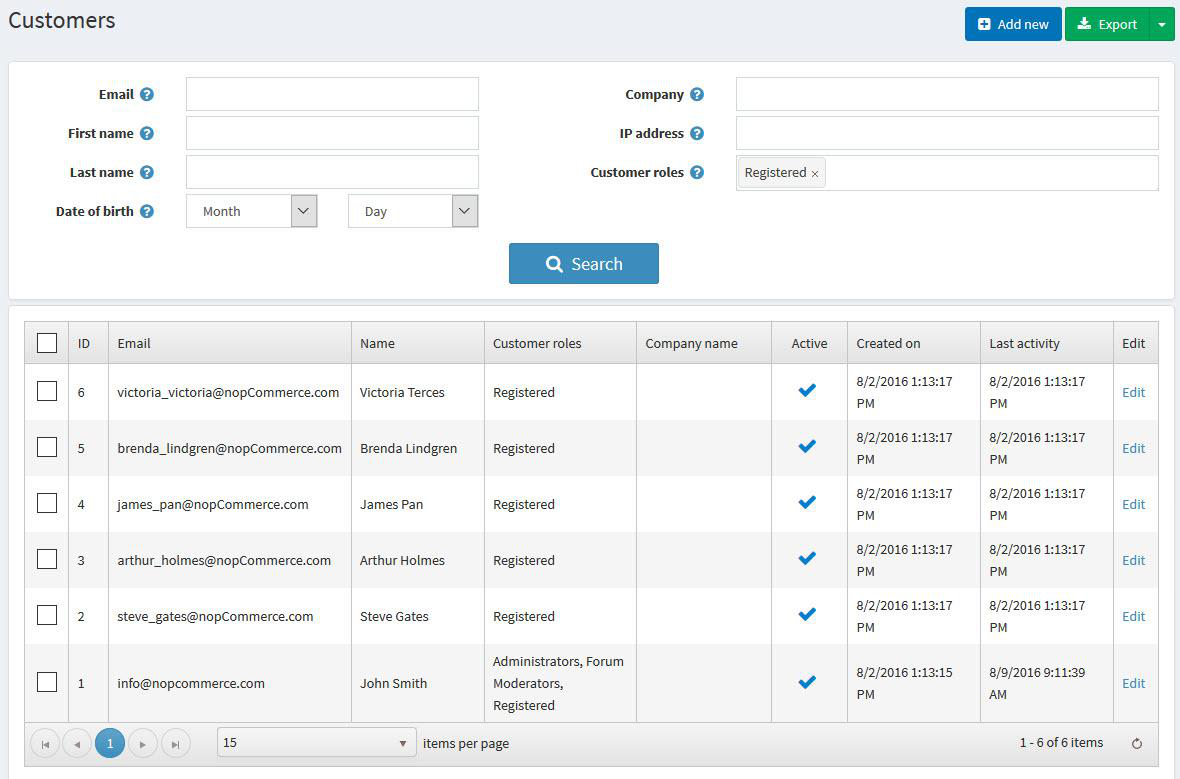 Customers
Add new
Export
Email
Company
First name
IP address
Last name
Customer roles
Registered ×
Date of birth
Month
Day
Search
ID Email Name Customer roles Company name Active Created on Last activity Edit
6 victoria_victoria@nopCommerce.com Victoria Terces Registered 8/2/2016 1:13:17 8/2/2016 1:13:17 Edit
PM PM
5 brenda_lindgren@nopCommerce.com Brenda Lindgren Registered 8/2/2016 1:13:17 8/2/2016 1:13:17 Edit
PM PM
4 james_pan@nopCommerce.com James Pan Registered 8/2/2016 1:13:17 8/2/2016 1:13:17 Edit
PM PM
3 arthur_holmes@nopCommerce.com Arthur Holmes Registered 8/2/2016 1:13:17 8/2/2016 1:13:17 Edit
PM PM
2 steve_gates@nopCommerce.com Steve Gates Registered 8/2/2016 1:13:17 8/2/2016 1:13:17 Edit
PM PM
1 info@nopcommerce.com John Smith Administrators, Forum 8/2/2016 1:13:15 8/9/2016 9:11:39 Edit
Moderators, PM AM
Registered
1 15 items per page 1 - 6 of 6 items